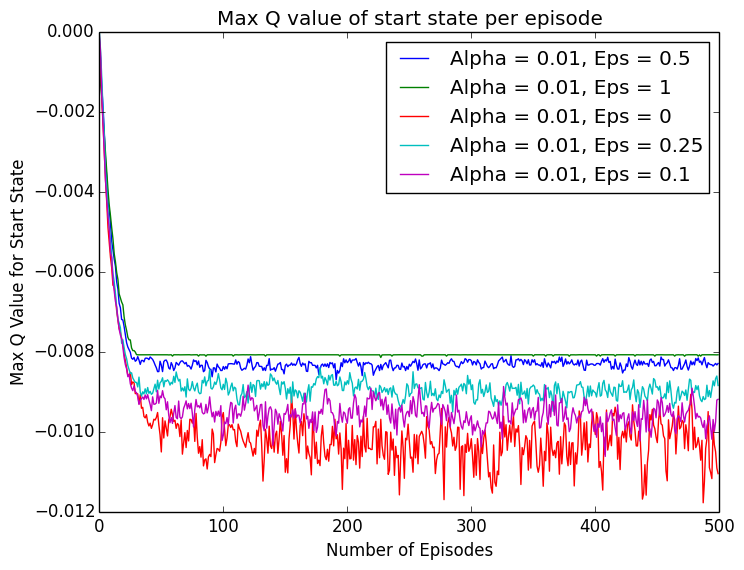 Max Q value of start state per episode
0.000
−0.002
−0.004
−0.006
−0.008
−0.010
−0.012
Max Q Value for Start State
Alpha = 0.01, Eps = 0.5
Alpha = 0.01, Eps = 1
Alpha = 0.01, Eps = 0
Alpha = 0.01, Eps = 0.25
Alpha = 0.01, Eps = 0.1
0 100 200 300 400 500
Number of Episodes